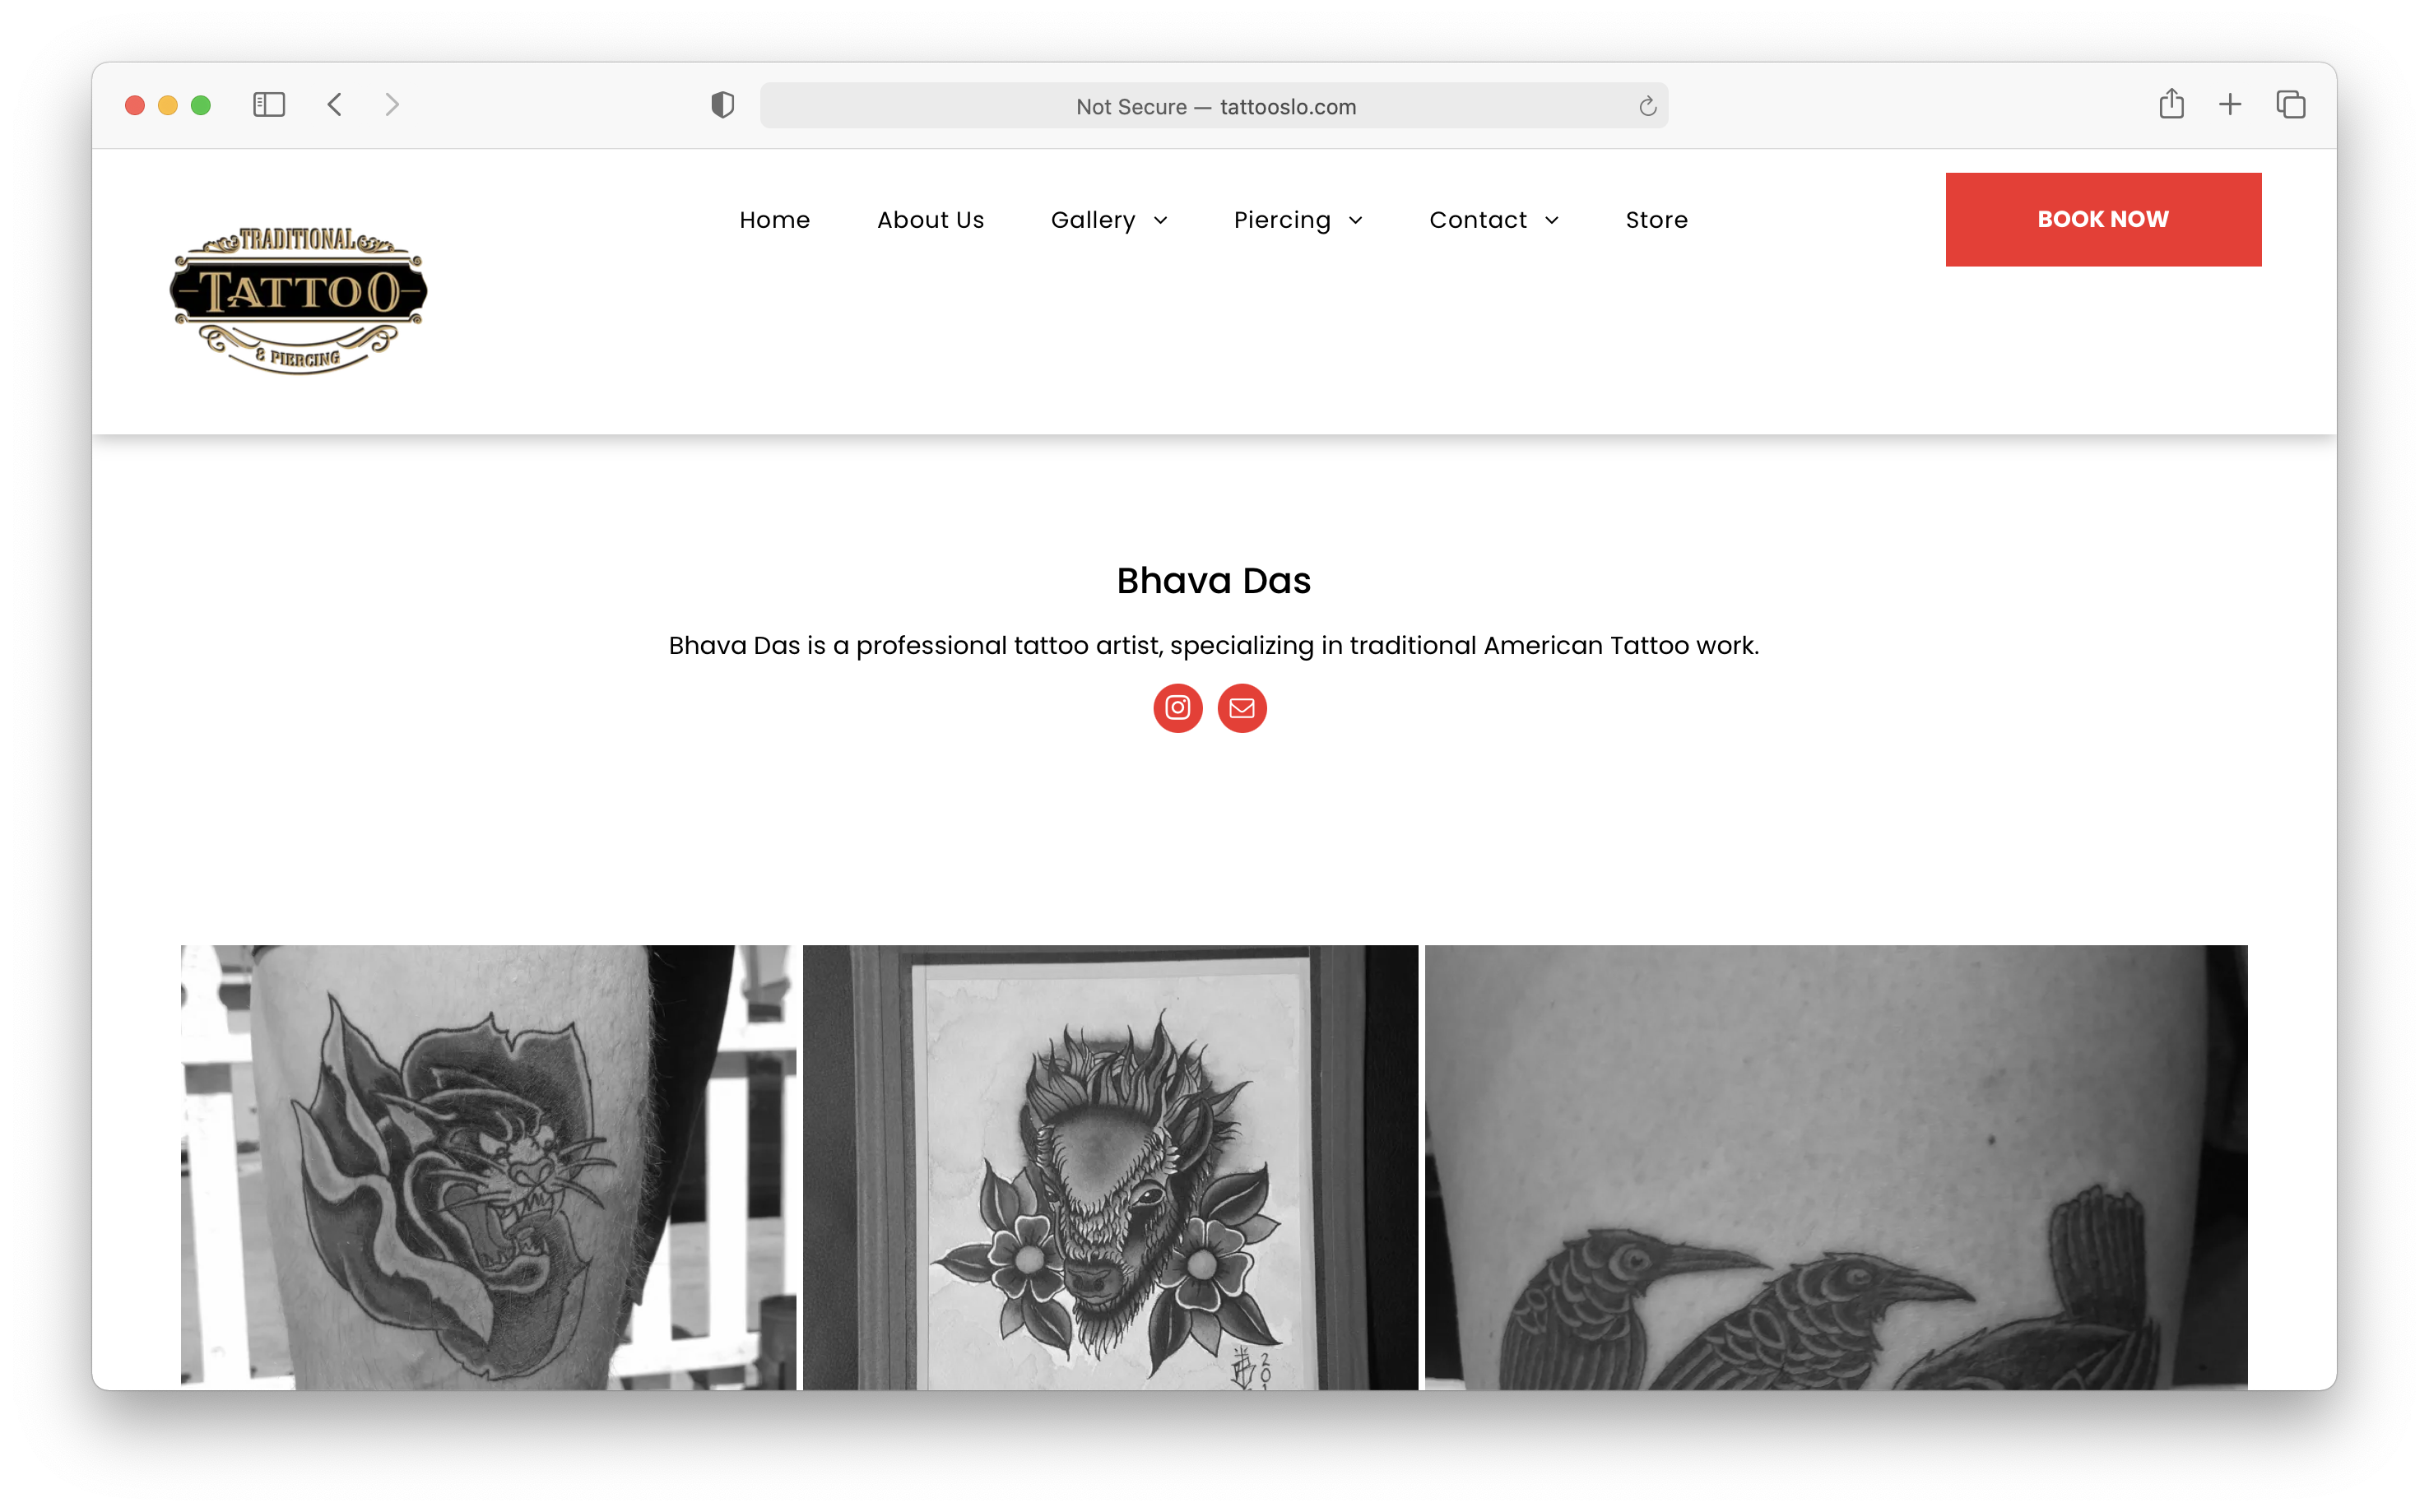 Not Secure — tattooslo.com
TRADITIONAL
TATTOO
& PIERCING
Home
About Us
Gallery
Piercing
Contact
Store
BOOK NOW
Bhava Das
Bhava Das is a professional tattoo artist, specializing in traditional American Tattoo work.